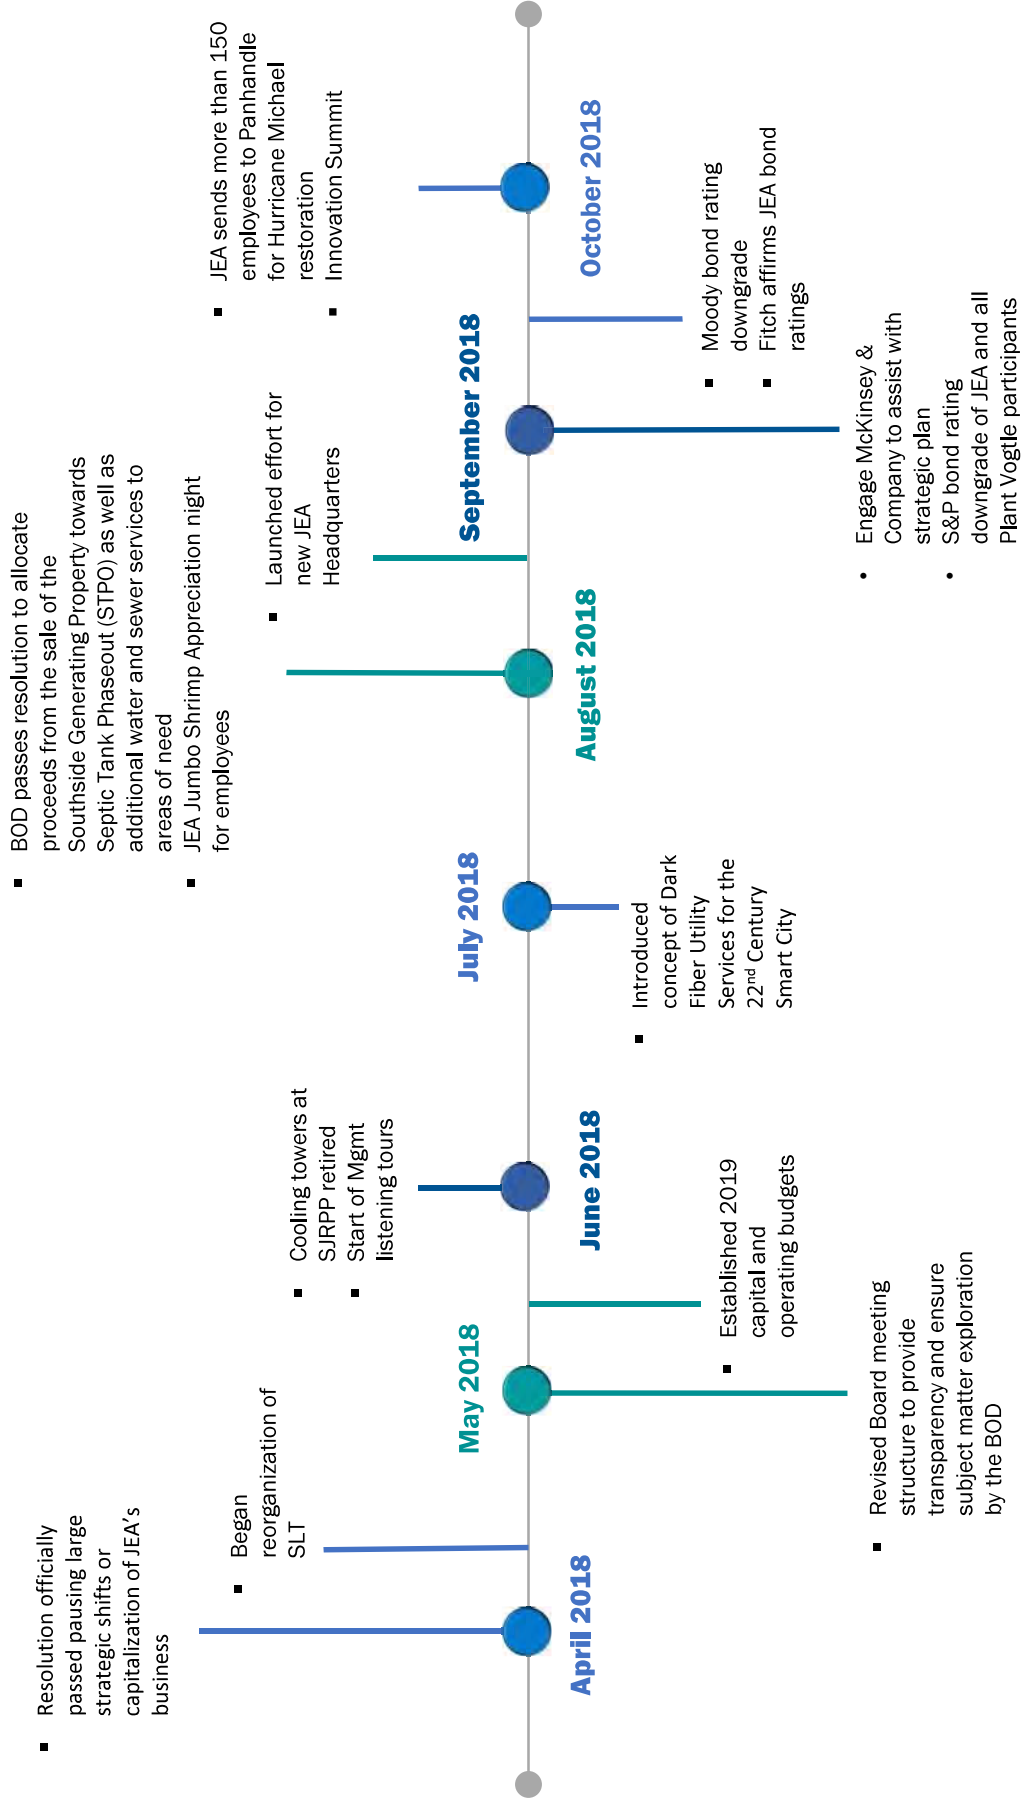 Resolution officially
passed pausing large
strategic shifts or
capitalization of JEA's
business
Began
reorganization of
SLT
April 2018
May 2018
Revised Board meeting
structure to provide
transparency and ensure
subject matter exploration
by the BOD
Established 2019
capital and
operating budgets
Cooling towers at
SJRPP retired
Start of Mgmt
listening tours
June 2018
July 2018
Introduced
concept of Dark
Fiber Utility
Services for the
22nd Century
Smart City
BOD passes resolution to allocate
proceeds from the sale of the
Southside Generating Property towards
Septic Tank Phaseout (STPO) as well as
additional water and sewer services to
areas of need
JEA Jumbo Shrimp Appreciation night
for employees
August 2018
Launched effort for
new JEA
Headquarters
September 2018
Engage McKinsey &
Company to assist with
strategic plan
S&P bond rating
downgrade of JEA and all
Plant Vogtle participants
Moody bond rating
downgrade
Fitch affirms JEA bond
ratings
JEA sends more than 150
employees to Panhandle
for Hurricane Michael
restoration
Innovation Summit
October 2018